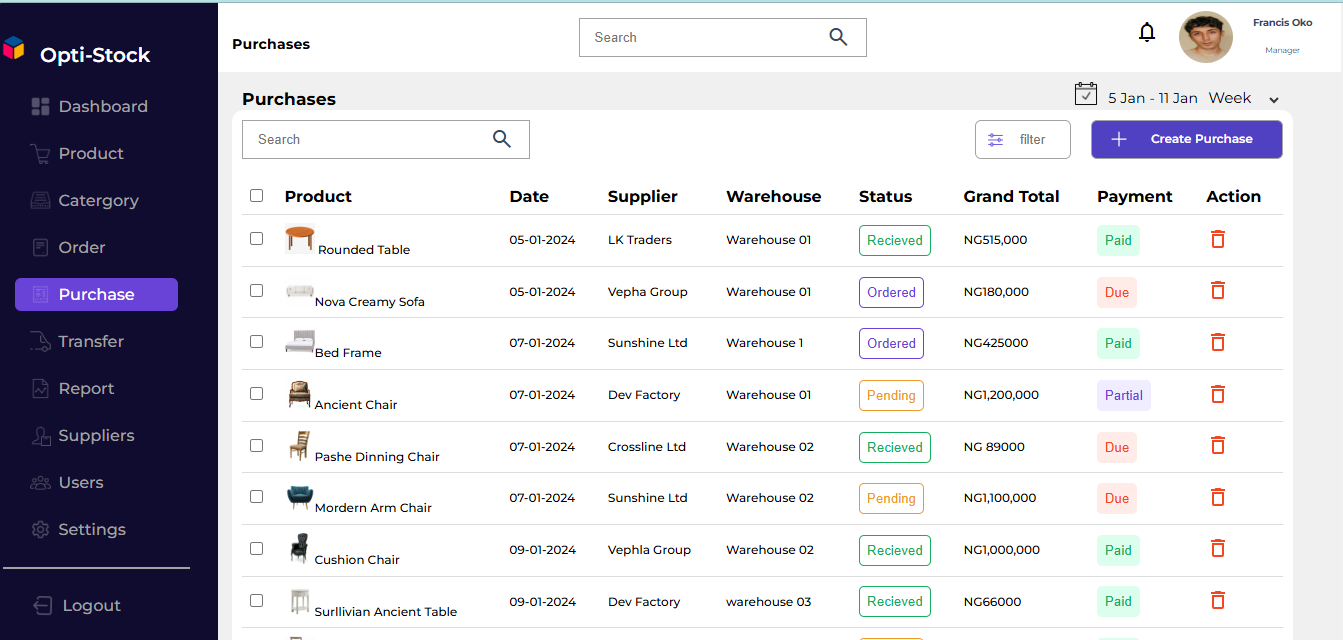 Opti-Stock
Dashboard
Product
Catergory
Order
Purchase
Transfer
Report
Suppliers
Users
Settings
Logout
Purchases
Search
Francis Oko
Manager
Purchases
5 Jan - 11 Jan Week
Search
filter
Create Purchase
Product Date Supplier Warehouse Status Grand Total Payment Action
Rounded Table 05-01-2024 LK Traders Warehouse 01 Recieved NG515,000 Paid
Nova Creamy Sofa 05-01-2024 Vepha Group Warehouse 01 Ordered NG180,000 Due
Bed Frame 07-01-2024 Sunshine Ltd Warehouse 1 Ordered NG425000 Paid
Ancient Chair 07-01-2024 Dev Factory Warehouse 01 Pending NG1,200,000 Partial
Pashe Dinning Chair 07-01-2024 Crossline Ltd Warehouse 02 Recieved NG 89000 Due
Mordern Arm Chair 07-01-2024 Sunshine Ltd Warehouse 02 Pending NG1,100,000 Due
Cushion Chair 09-01-2024 Vephla Group Warehouse 02 Recieved NG1,000,000 Paid
Surllivian Ancient Table 09-01-2024 Dev Factory warehouse 03 Recieved NG66000 Paid